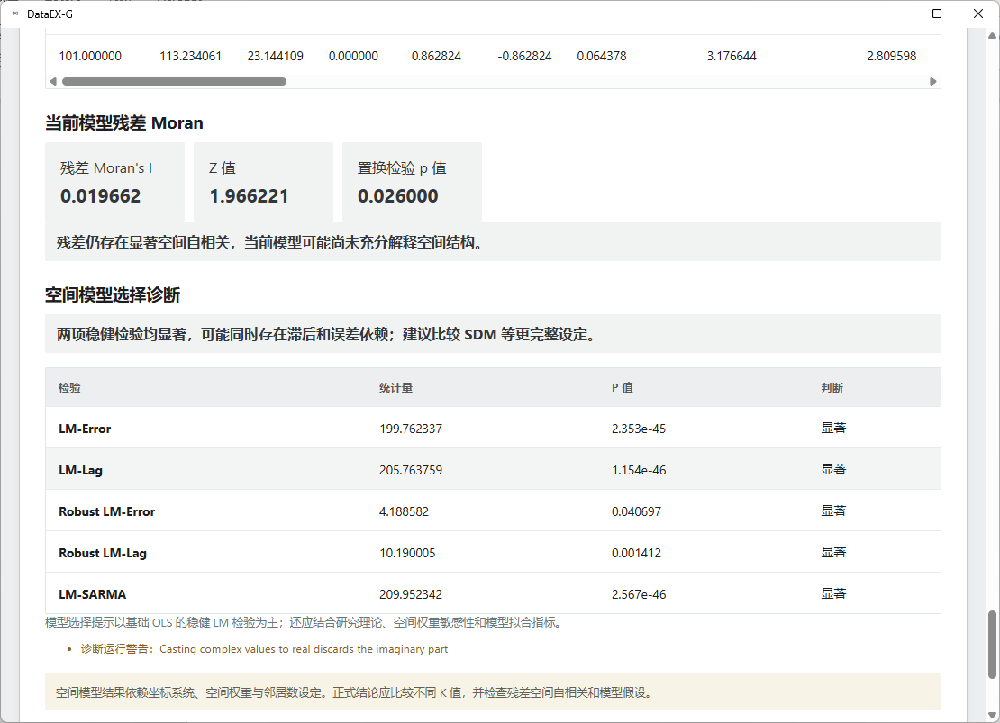 DataEX-G
101.000000 113.234061 23.144109 0.000000 0.862824 -0.862824 0.064378 3.176644 2.809598
当前模型残差 Moran
残差 Moran's I Z 值 置换检验 p 值
0.019662 1.966221 0.026000
残差仍存在显著空间自相关，当前模型可能尚未充分解释空间结构。
空间模型选择诊断
两项稳健检验均显著，可能同时存在滞后和误差依赖；建议比较 SDM 等更完整设定。
检验 统计量 P 值 判断
LM-Error 199.762337 2.353e-45 显著
LM-Lag 205.763759 1.154e-46 显著
Robust LM-Error 4.188582 0.040697 显著
Robust LM-Lag 10.190005 0.001412 显著
LM-SARMA 209.952342 2.567e-46 显著
模型选择提示以基础 OLS 的稳健 LM 检验为主；还应结合研究理论、空间权重敏感性和模型拟合指标。
• 诊断运行警告：Casting complex values to real discards the imaginary part
空间模型结果依赖坐标系统、空间权重与邻居数设定。正式结论应比较不同 K 值，并检查残差空间自相关和模型假设。